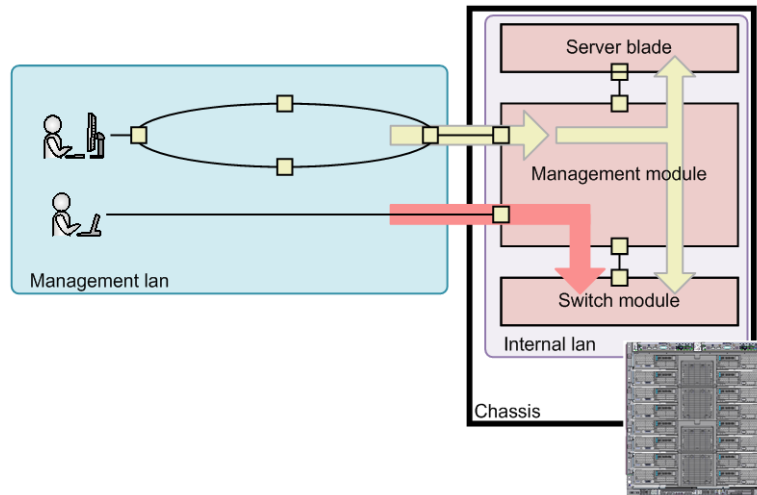 Server blade
Management module
Management lan
Switch module
Internal lan
Chassis